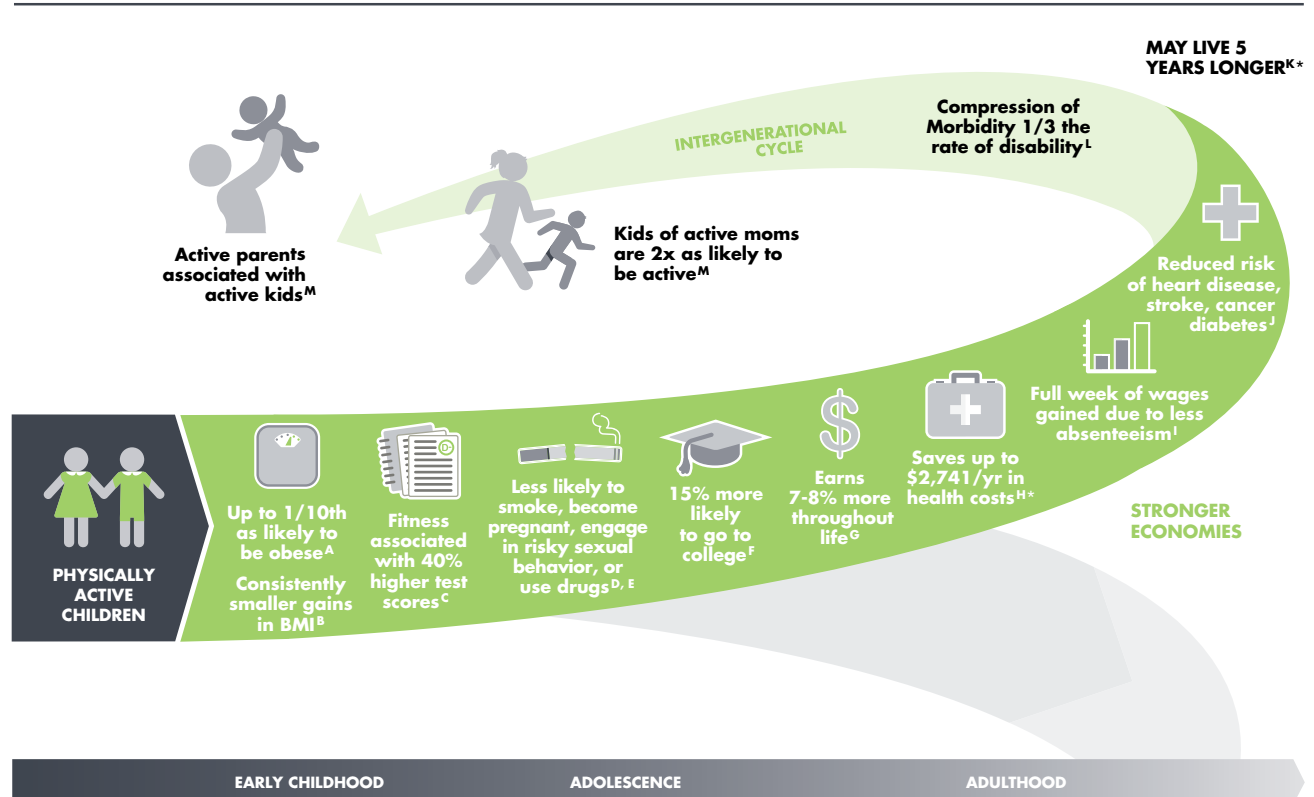 MAY LIVE 5
YEARS LONGERK*
Compression of
Morbidity 1/3 the
rate of disabilityL
INTERGENERATIONAL
CYCLE
Active parents
associated with
active kidsM
Kids of active moms
are 2x as likely to
be activeM
Reduced risk
of heart disease,
stroke, cancer
diabetesJ
Full week of wages
gained due to less
absenteeismI
Saves up to
$2,741/yr in
health costsH*
$
Earns
7-8% more
throughout
lifeG
15% more
likely
to go to
collegeF
Less likely to
smoke, become
pregnant, engage
in risky sexual
behavior, or
use drugsD, E
D-
Fitness
associated
with 40%
higher test
scoresC
Up to 1/10th
as likely to
be obeseA
Consistently
smaller gains
in BMIB
PHYSICALLY
ACTIVE
CHILDREN
STRONGER
ECONOMIES
EARLY CHILDHOOD
ADOLESCENCE
ADULTHOOD